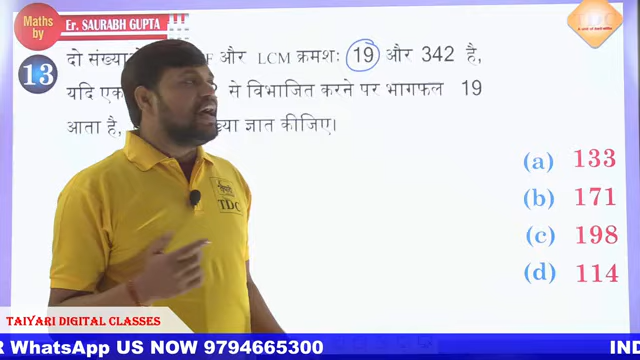 Maths
by
Er. SAURABH GUPTA
13
दो और LCM क्रमशः 19 और 342 है,
यदि एक से विभाजित करने पर भागफल 19
आता है, ज्ञात कीजिए।
(a) 133
(b) 171
(c) 198
(d) 114
TDC
TAIYARI DIGITAL CLASSES
R WhatsApp US NOW 9794665300
IND